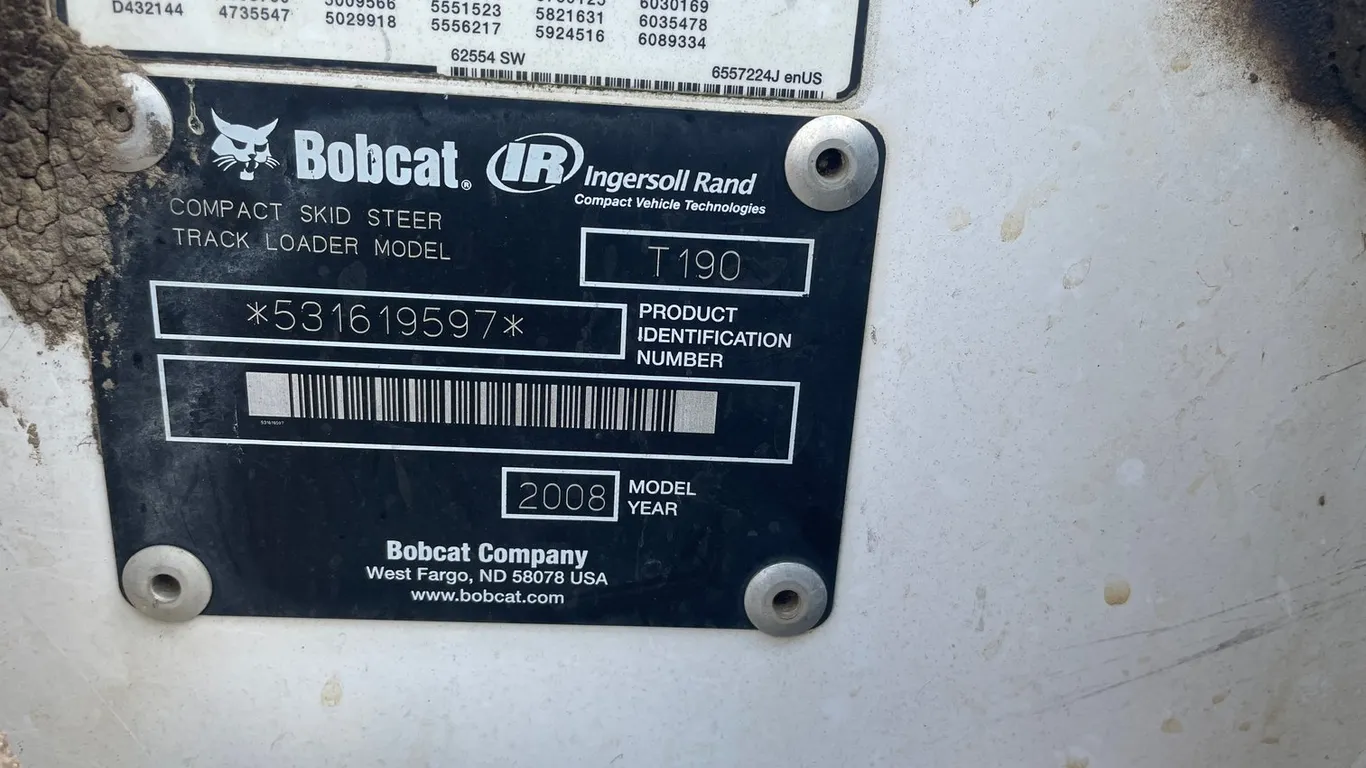 D432144 4735547 5029918 5551523 5821631 6030169
5556217 5924516 6035478
6089334
62554 SW
6557224J enUS
Bobcat®
IR Ingersoll Rand
Compact Vehicle Technologies
COMPACT SKID STEER
TRACK LOADER MODEL
T190
*531619597*
PRODUCT
IDENTIFICATION
NUMBER
531619597
2008
MODEL
YEAR
Bobcat Company
West Fargo, ND 58078 USA
www.bobcat.com